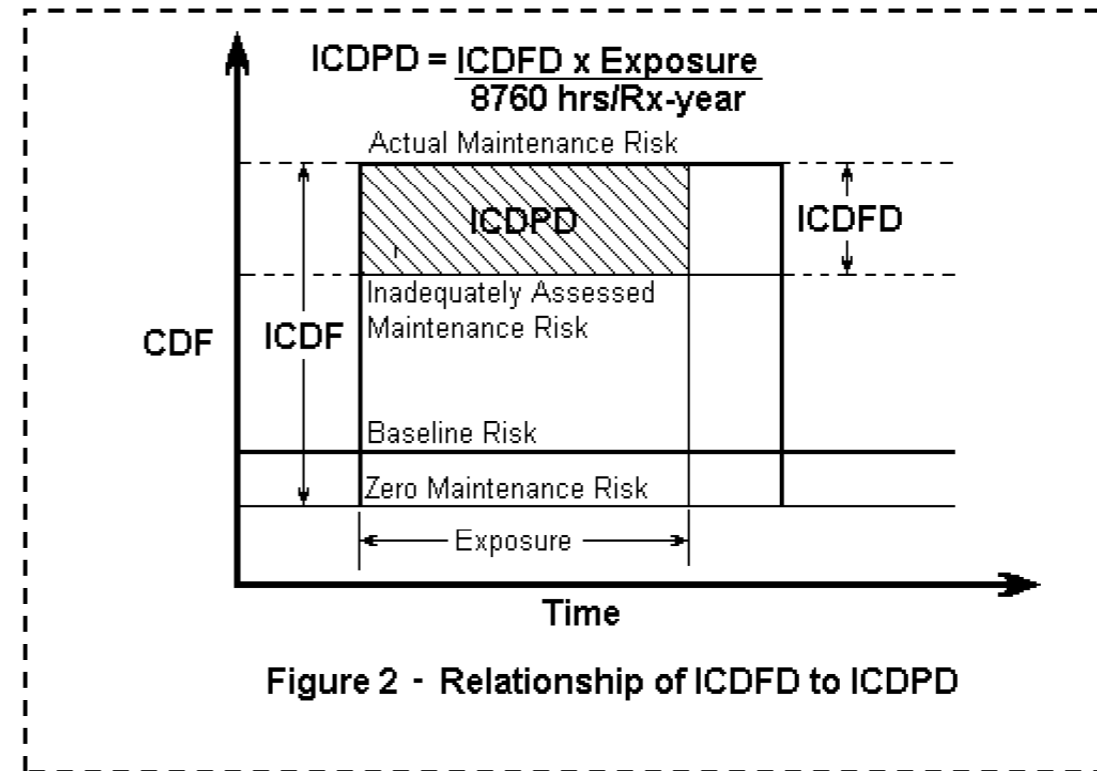 ICDPD = ICDFD x Exposure
8760 hrs/Rx-year
Actual Maintenance Risk
ICDPD
ICDFD
Inadequately Assessed
Maintenance Risk
CDF
ICDF
Baseline Risk
Zero Maintenance Risk
Exposure
Time
Figure 2 - Relationship of ICDFD to ICDPD